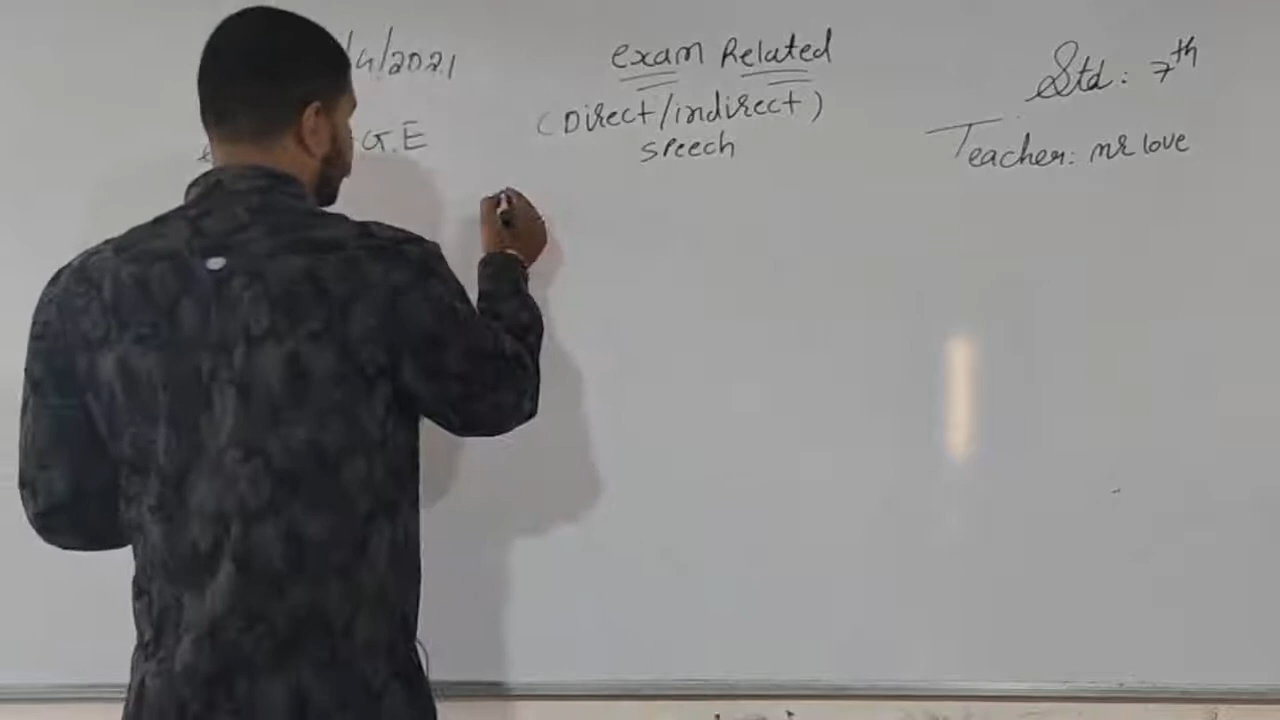 /4/2021
exam Related
Std: 7th
G.E
(Direct/indirect)
speech
Teacher: mr love